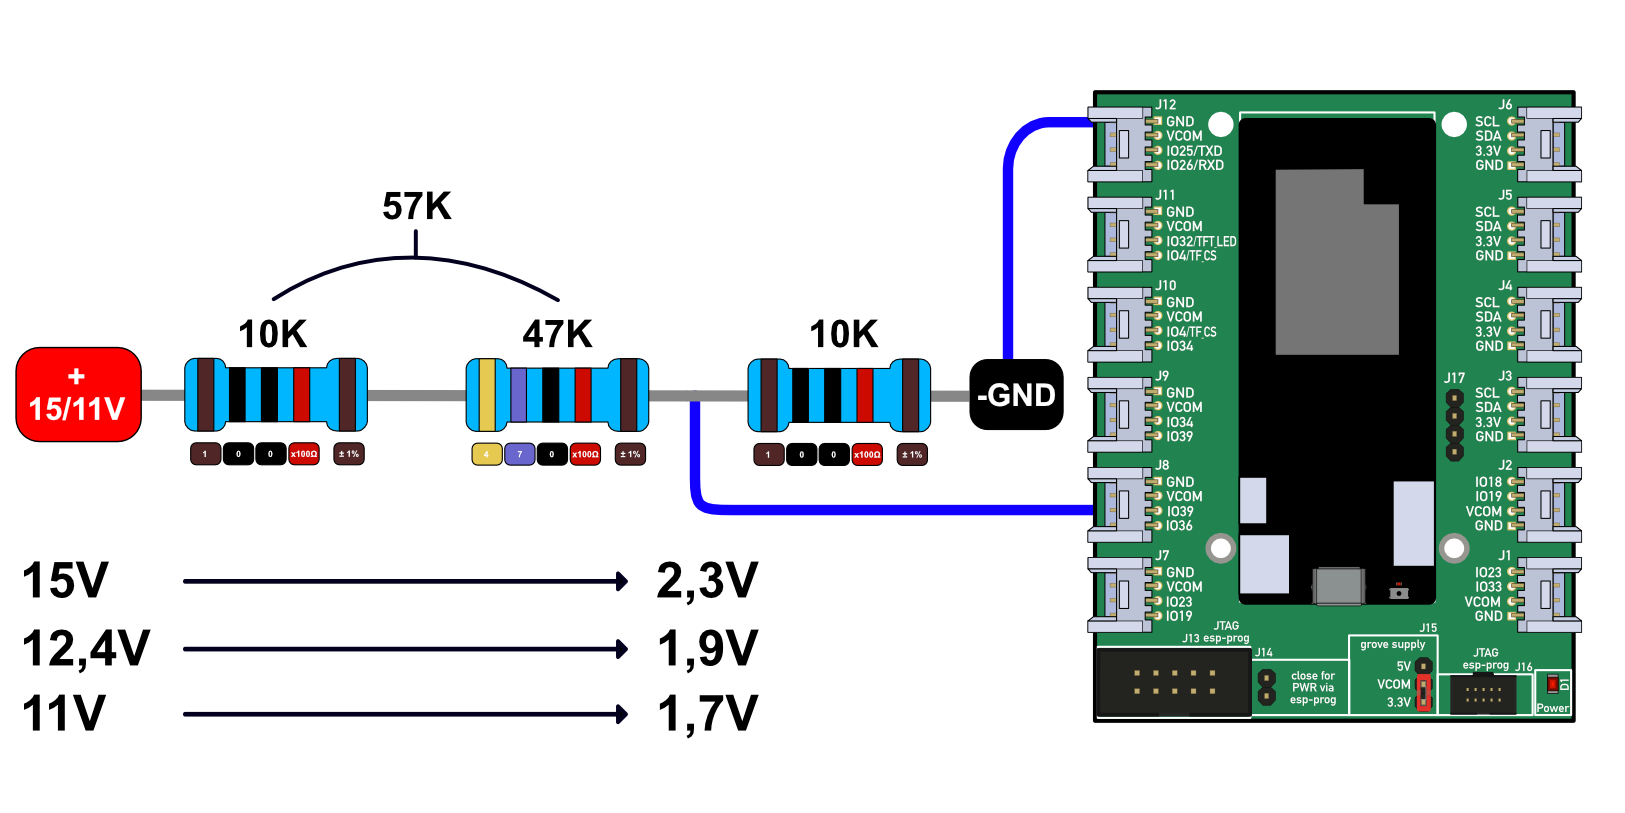 57K
10K
47K
10K
+
15/11V
-GND
1
0
0
x100Ω
± 1%
4
7
0
x100Ω
± 1%
1
0
0
x100Ω
± 1%
15V
2,3V
12,4V
1,9V
11V
1,7V
J12
GND
VCOM
IO25/TXD
IO26/RXD
J11
GND
VCOM
IO32/TFT_LED
IO4/TF_CS
J10
GND
VCOM
IO4/TF_CS
IO34
J9
GND
VCOM
IO34
IO39
J8
GND
VCOM
IO39
IO36
J7
GND
VCOM
IO23
IO19
J6
SCL
SDA
3.3V
GND
J5
SCL
SDA
3.3V
GND
J4
SCL
SDA
3.3V
GND
J17
J3
SCL
SDA
3.3V
GND
J2
IO18
IO19
VCOM
GND
J1
IO23
IO33
VCOM
GND
JTAG
J13 esp-prog
J14
close for
PWR via
esp-prog
J15
grove supply
5V
VCOM
3.3V
JTAG
esp-prog
J16
D1
Power